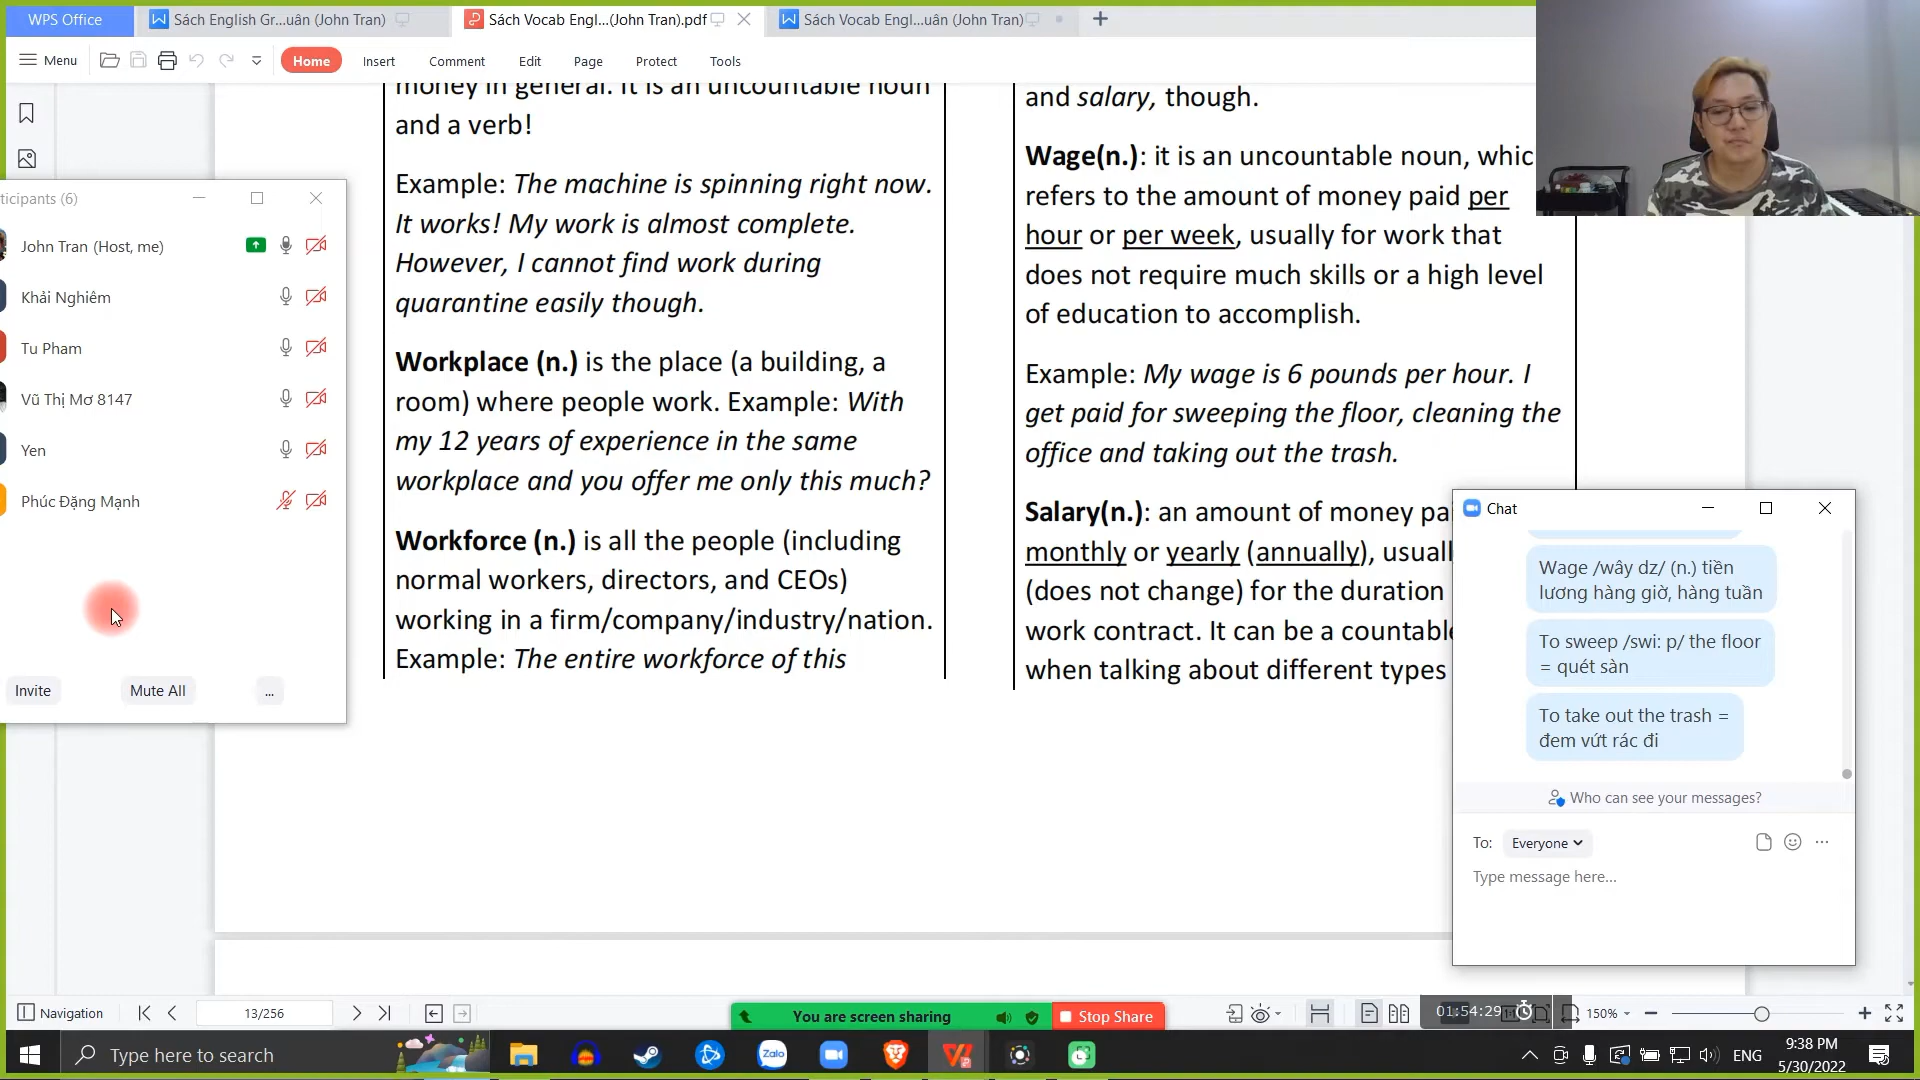 WPS Office
Sách English Gr...uân (John Tran)
Sách Vocab Engl...(John Tran).pdf
Sách Vocab Engl...uân (John Tran)
Menu
Home
Insert
Comment
Edit
Page
Protect
Tools
money in general. It is an uncountable noun
and a verb!
Example: The machine is spinning right now.
It works! My work is almost complete.
However, I cannot find work during
quarantine easily though.
Workplace (n.) is the place (a building, a
room) where people work. Example: With
my 12 years of experience in the same
workplace and you offer me only this much?
Workforce (n.) is all the people (including
normal workers, directors, and CEOs)
working in a firm/company/industry/nation.
Example: The entire workforce of this
and salary, though.
Wage(n.): it is an uncountable noun, whic
refers to the amount of money paid per
hour or per week, usually for work that
does not require much skills or a high level
of education to accomplish.
Example: My wage is 6 pounds per hour. I
get paid for sweeping the floor, cleaning the
office and taking out the trash.
Salary(n.): an amount of money pai
monthly or yearly (annually), usuall
(does not change) for the duration
work contract. It can be a countable
when talking about different types
ticipants (6)
John Tran (Host, me)
Khải Nghiêm
Tu Pham
Vũ Thị Mơ 8147
Yen
Phúc Đặng Mạnh
Invite
Mute All
...
Chat
Wage /wây dz/ (n.) tiền
lương hàng giờ, hàng tuần
To sweep /swi: p/ the floor
= quét sàn
To take out the trash =
đem vứt rác đi
Who can see your messages?
To: Everyone
Type message here...
Navigation
13/256
You are screen sharing
Stop Share
01:54:29
150%
Type here to search
Zalo
ENG
9:38 PM
5/30/2022